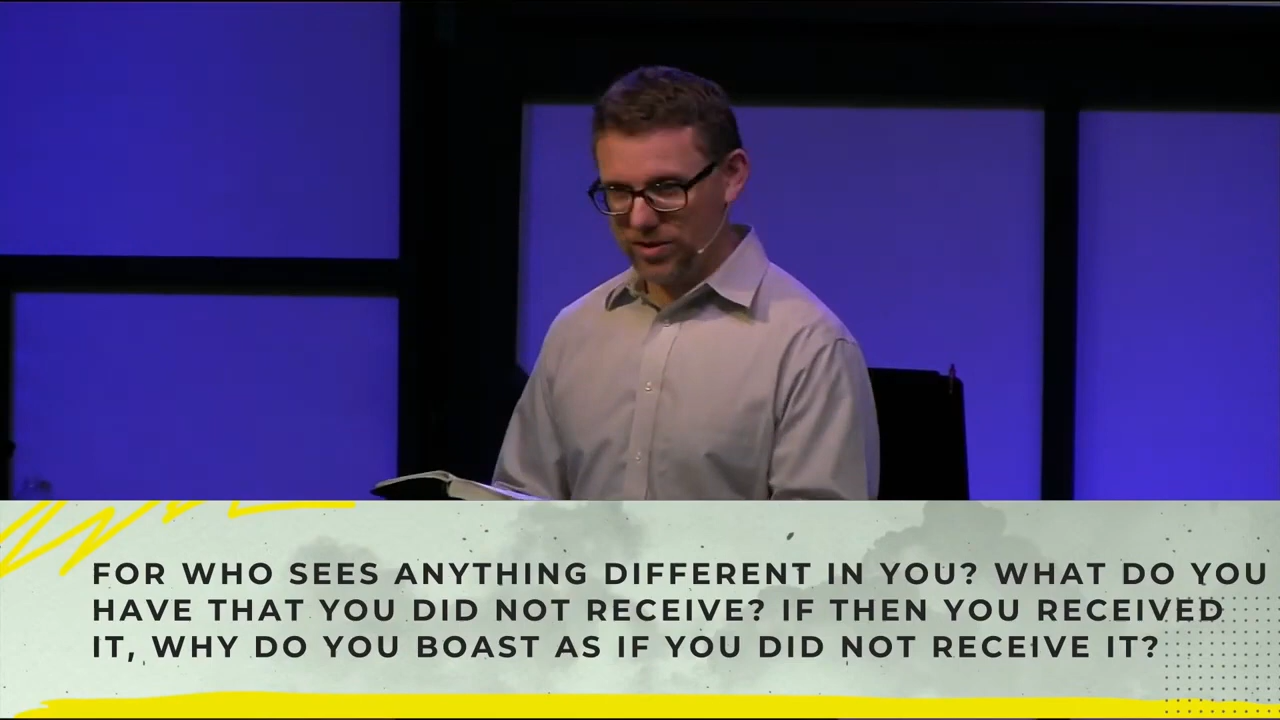 FOR WHO SEES ANYTHING DIFFERENT IN YOU? WHAT DO YOU
HAVE THAT YOU DID NOT RECEIVE? IF THEN YOU RECEIVED
IT, WHY DO YOU BOAST AS IF YOU DID NOT RECEIVE IT?